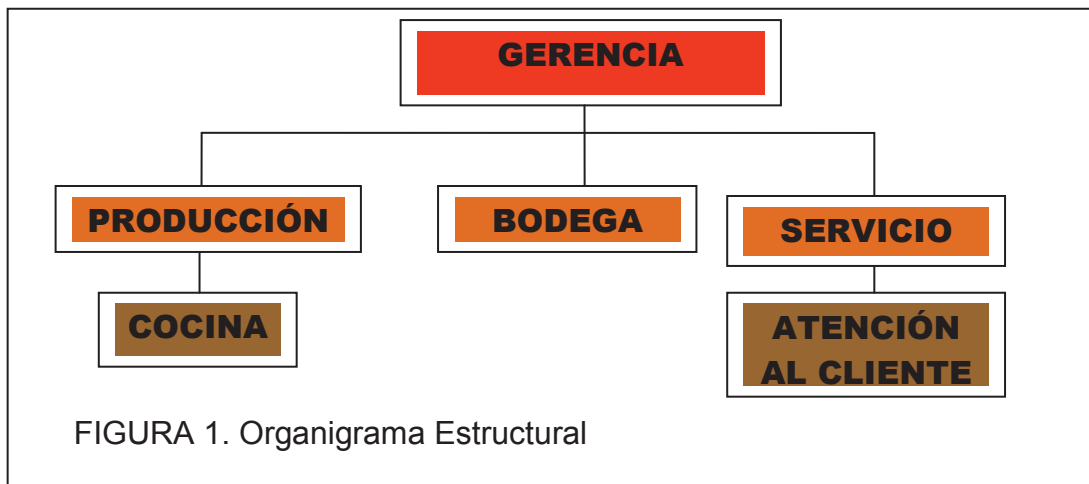 GERENCIA
PRODUCCIÓN
BODEGA
SERVICIO
COCINA
ATENCIÓN
AL CLIENTE
FIGURA 1. Organigrama Estructural